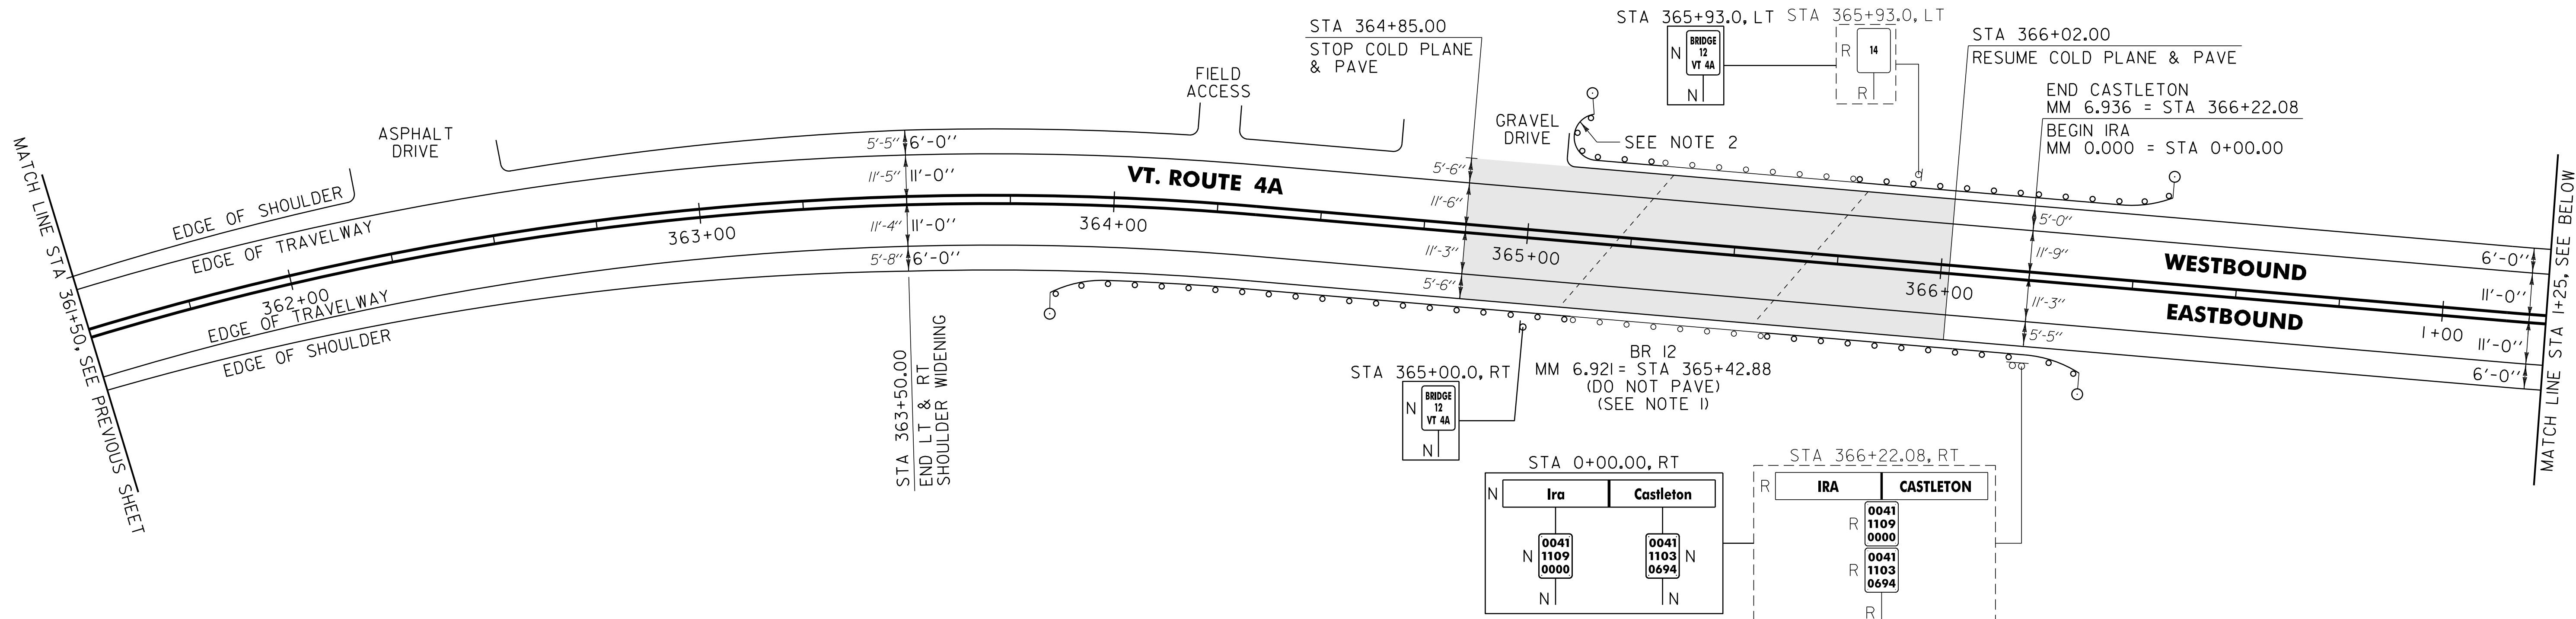 STA 364+85.00
STOP COLD PLANE
& PAVE
STA 365+93.0, LT
N
BRIDGE
12
VT 4A
N
STA 365+93.0, LT
R
14
R
STA 366+02.00
RESUME COLD PLANE & PAVE
END CASTLETON
MM 6.936 = STA 366+22.08
BEGIN IRA
MM 0.000 = STA 0+00.00
FIELD
ACCESS
ASPHALT
DRIVE
GRAVEL
DRIVE
SEE NOTE 2
MATCH LINE STA 361+50, SEE PREVIOUS SHEET
EDGE OF SHOULDER
EDGE OF TRAVELWAY
362+00
EDGE OF TRAVELWAY
EDGE OF SHOULDER
363+00
5'-5" 6'-0"
11'-5" 11'-0"
11'-4" 11'-0"
5'-8" 6'-0"
STA 363+50.00
END LT & RT
SHOULDER WIDENING
VT. ROUTE 4A
364+00
5'-6"
11'-6"
11'-3"
5'-6"
365+00
366+00
5'-0"
11'-9"
11'-3"
5'-5"
WESTBOUND
EASTBOUND
1+00
6'-0"
11'-0"
11'-0"
6'-0"
MATCH LINE STA 1+25, SEE BELOW
STA 365+00.0, RT
N
BRIDGE
12
VT 4A
N
BR 12
MM 6.921= STA 365+42.88
(DO NOT PAVE)
(SEE NOTE 1)
STA 0+00.00, RT
N
Ira
Castleton
N
0041
1109
0000
N
0041
1103
0694
N
N
STA 366+22.08, RT
R
IRA
CASTLETON
R
0041
1109
0000
R
0041
1103
0694
R